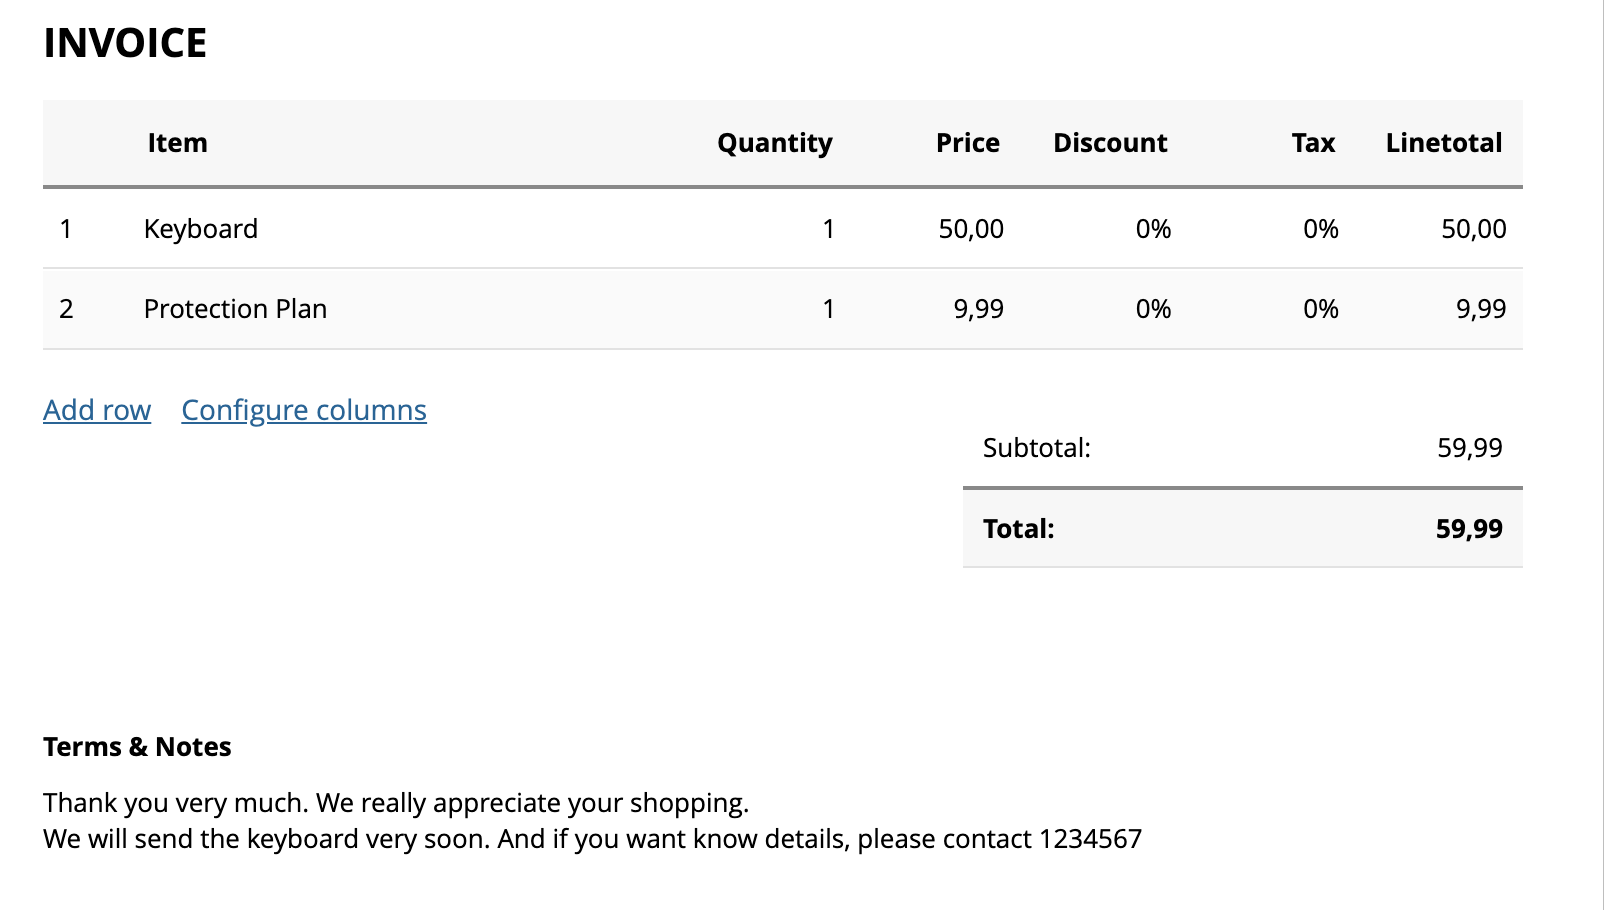 INVOICE
Item Quantity Price Discount Tax Linetotal
1 Keyboard 1 50,00 0% 0% 50,00
2 Protection Plan 1 9,99 0% 0% 9,99
Add row Configure columns
Subtotal: 59,99
Total: 59,99
Terms & Notes
Thank you very much. We really appreciate your shopping.
We will send the keyboard very soon. And if you want know details, please contact 1234567